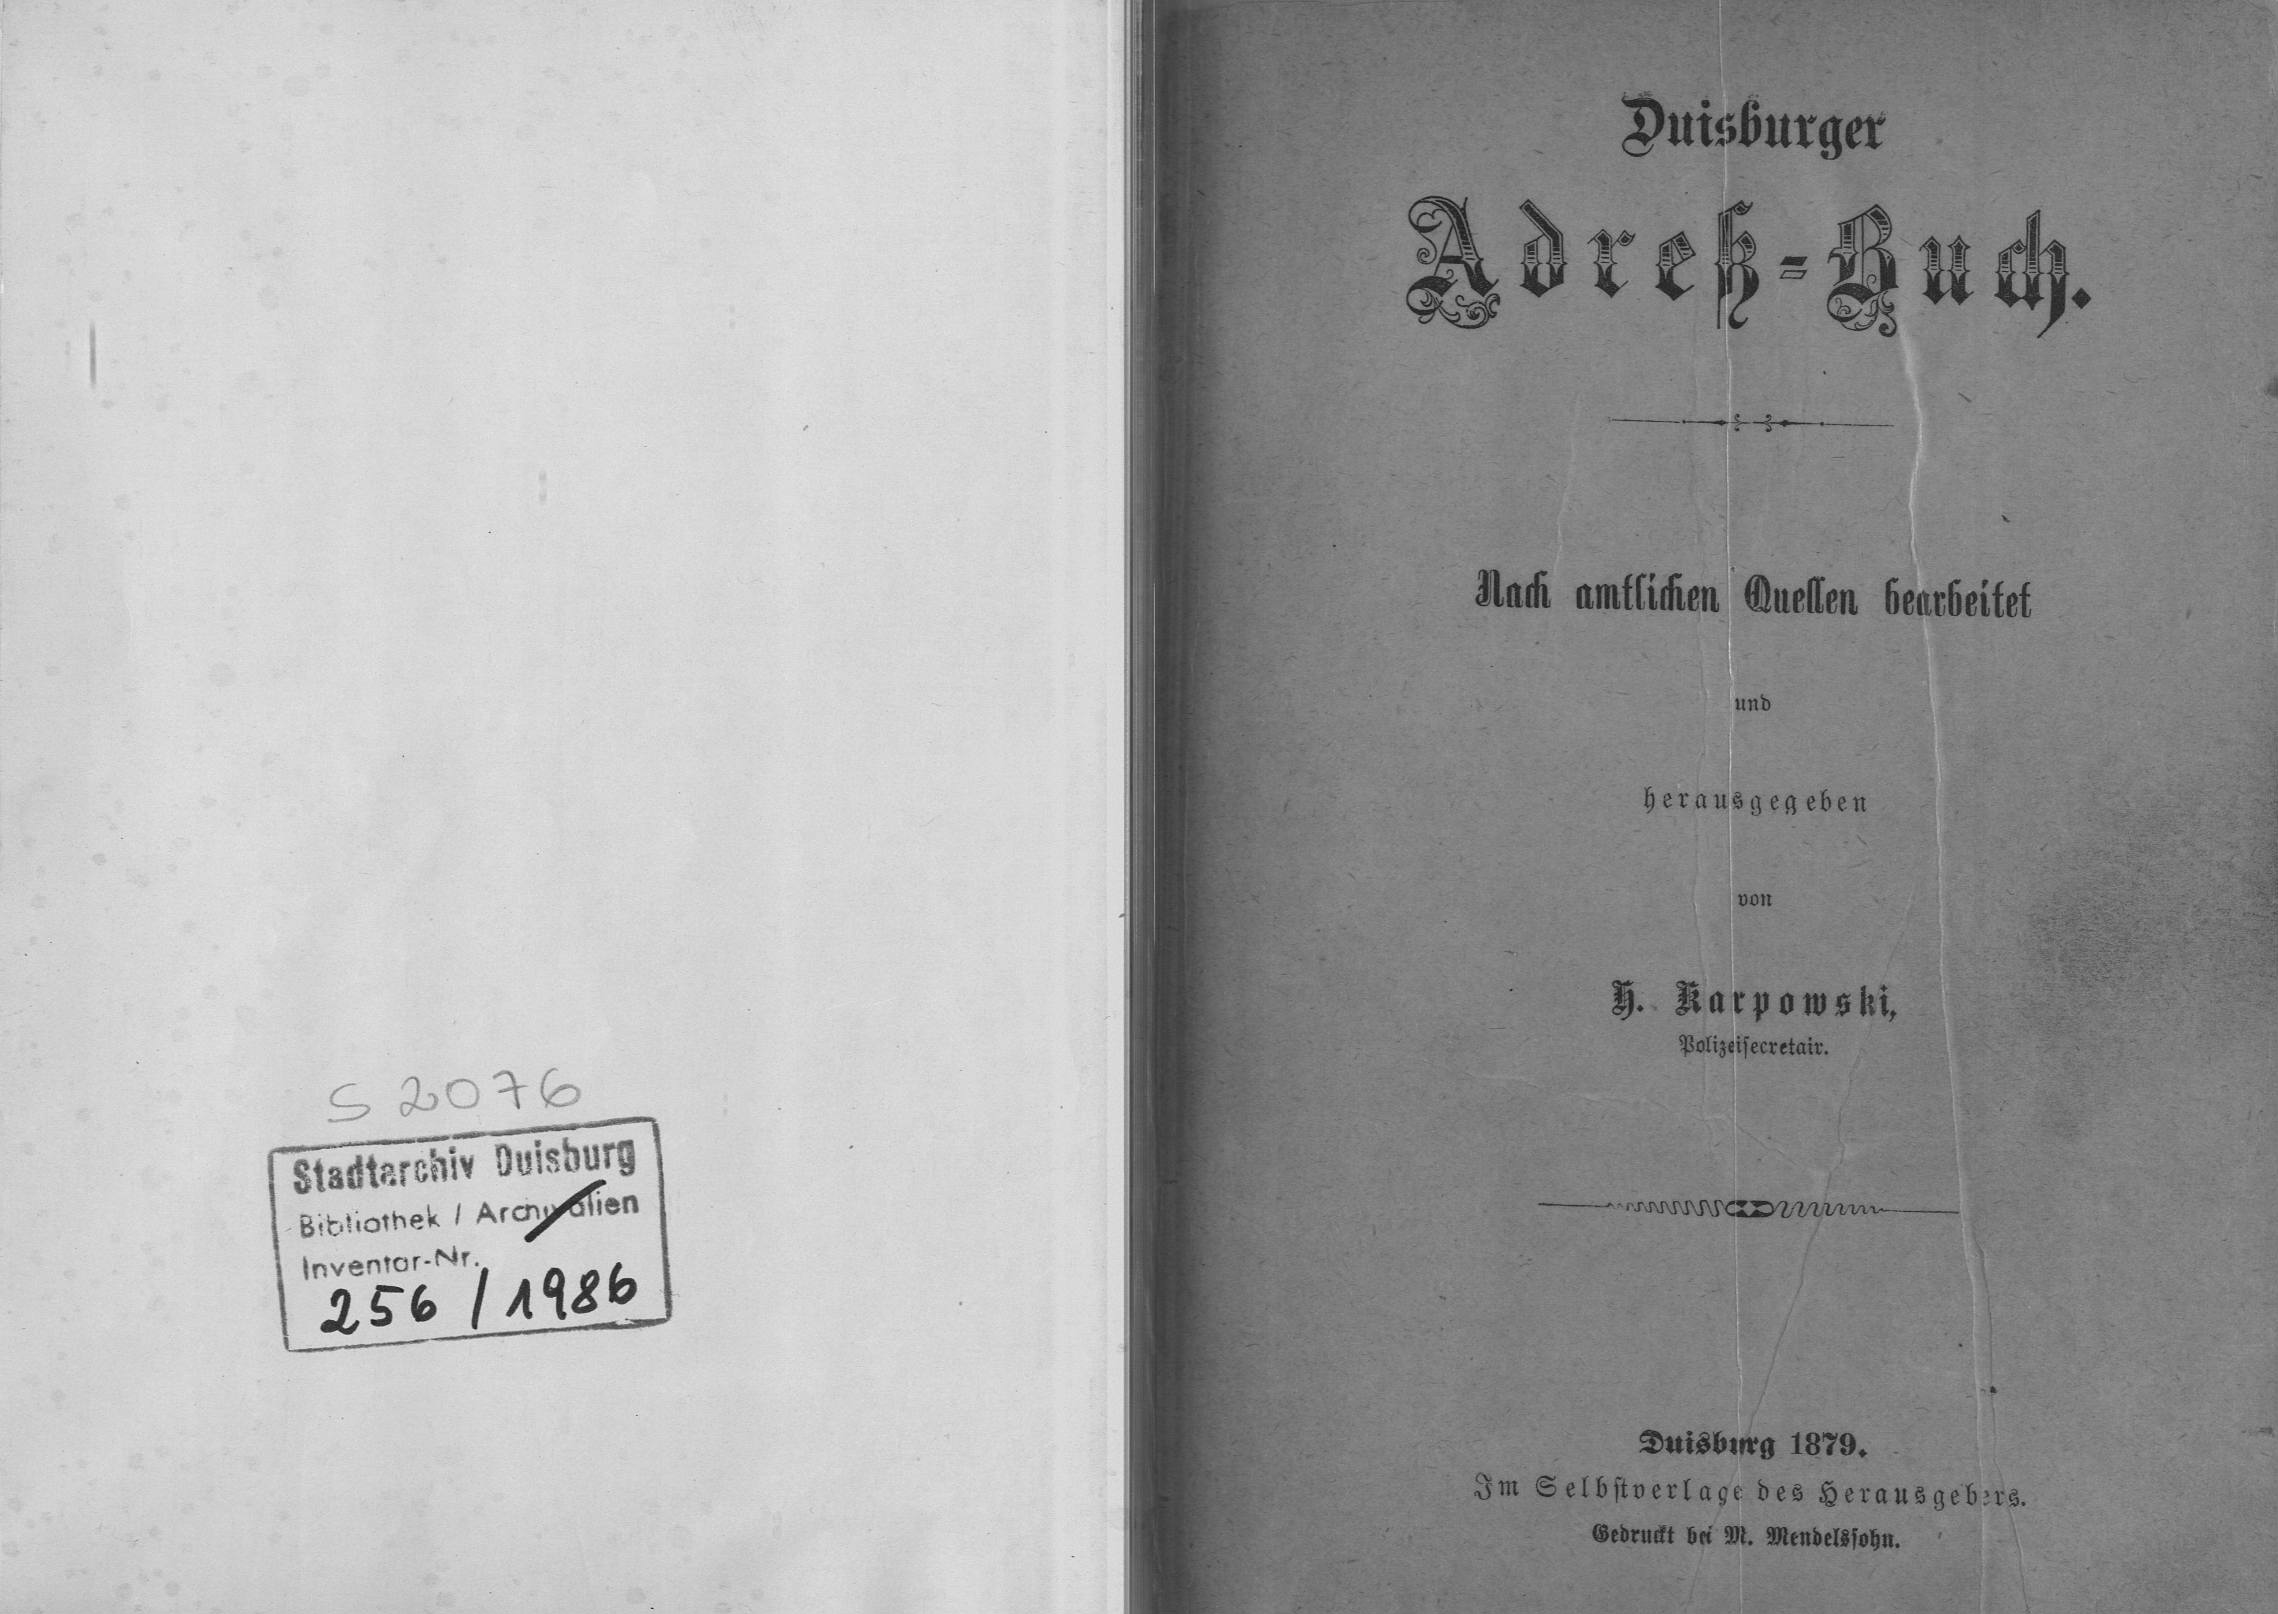 S 2076
Stadtarchiv Duisburg
Bibliothek / Archivalien
Inventar-Nr.
256 / 1986
Duisburger
Adreß-Buch.
Nach amtlichen Quellen bearbeitet
und
herausgegeben
von
H. Karpowski,
Polizeisecretair.
Duisburg 1879.
Im Selbstverlage des Herausgebers.
Gedruckt bei M. Mendelssohn.